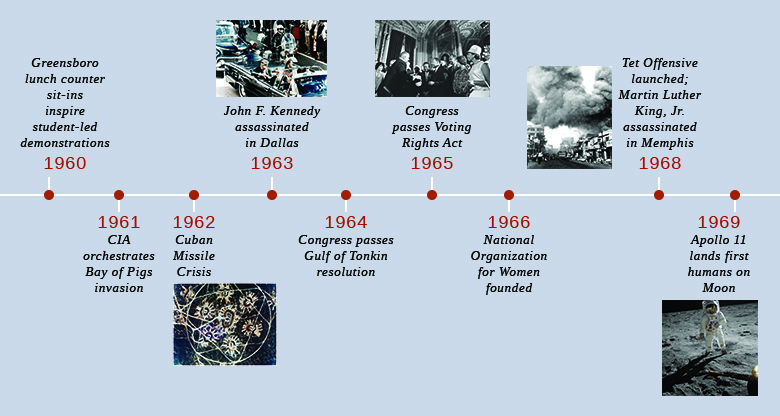 Greensboro
lunch counter
sit-ins
inspire
student-led
demonstrations
1960
1961
CIA
orchestrates
Bay of Pigs
invasion
1962
Cuban
Missile
Crisis
John F. Kennedy
assassinated
in Dallas
1963
1964
Congress passes
Gulf of Tonkin
resolution
Congress
passes Voting
Rights Act
1965
1966
National
Organization
for Women
founded
Tet Offensive
launched;
Martin Luther
King, Jr.
assassinated
in Memphis
1968
1969
Apollo 11
lands first
humans on
Moon